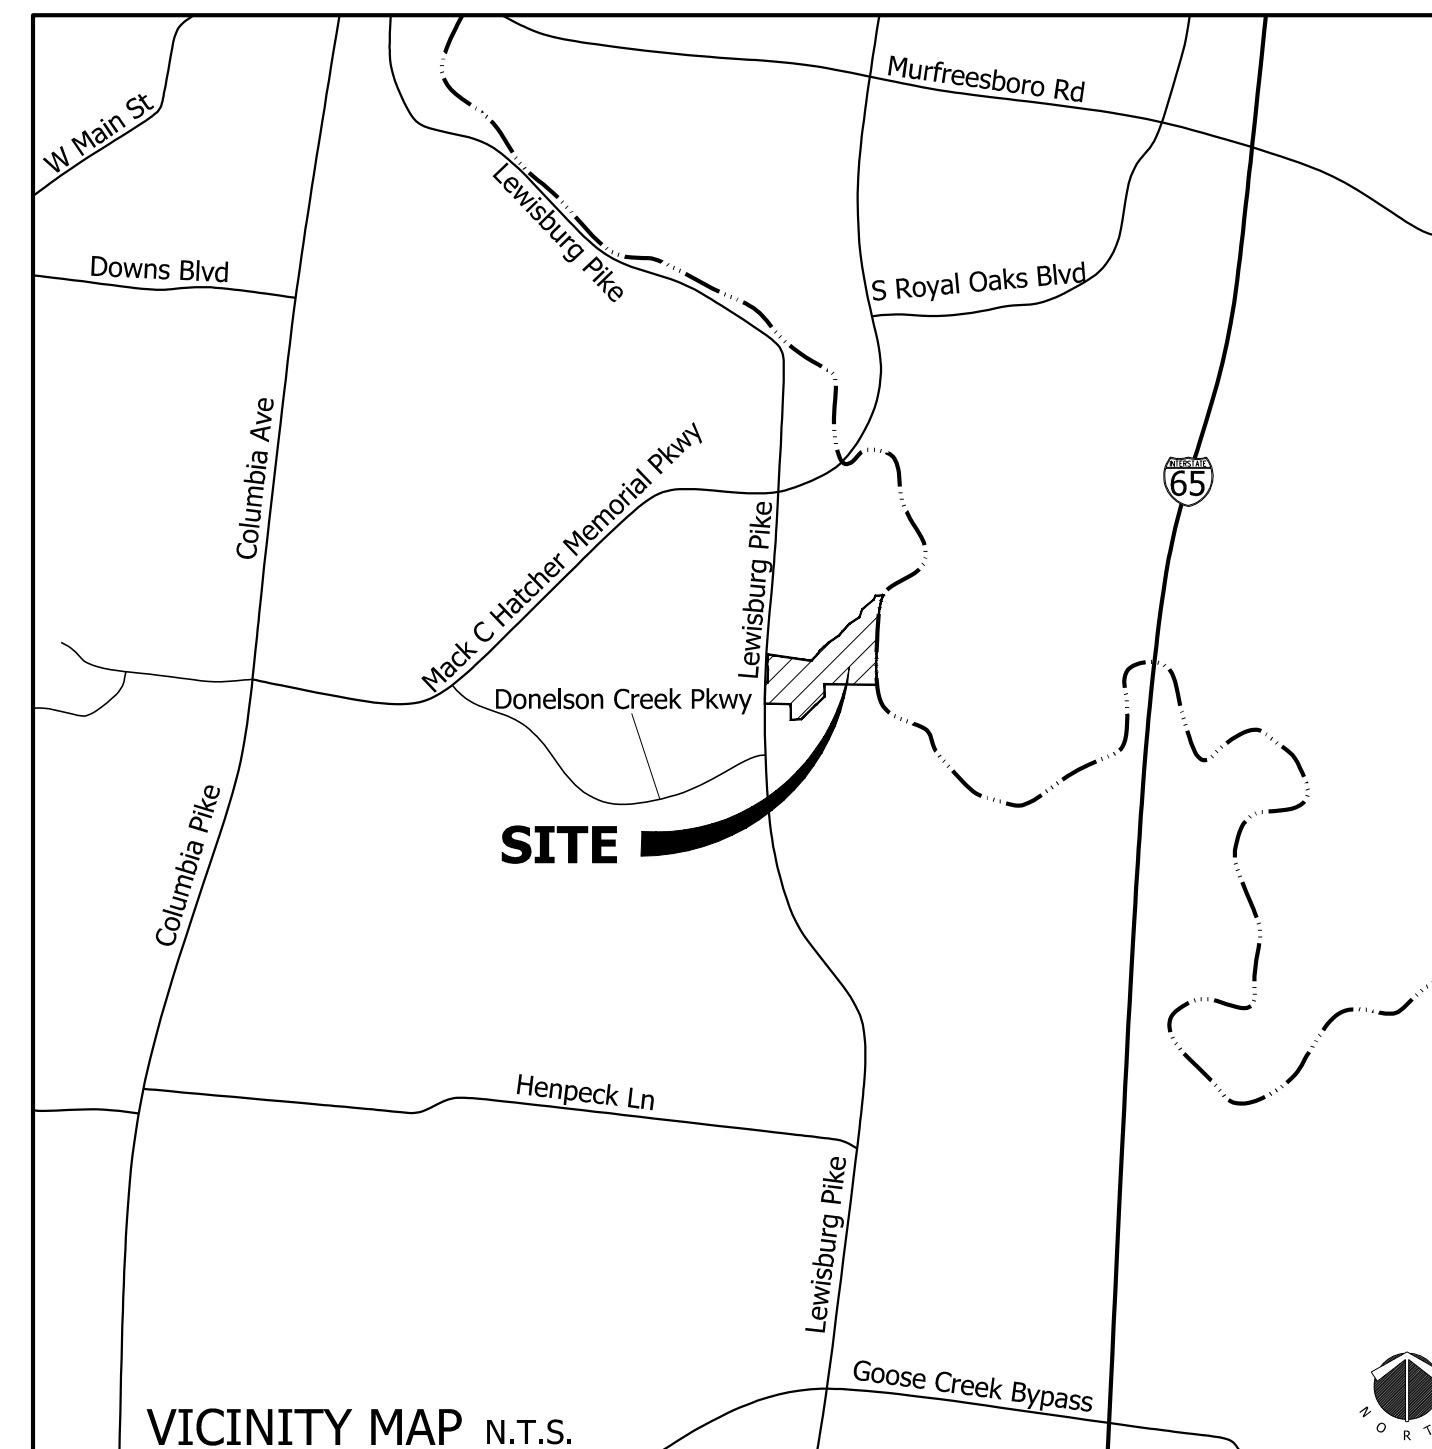 Murfreesboro Rd
W Main St
Lewisburg Pike
Downs Blvd
S Royal Oaks Blvd
Columbia Ave
Mack C Hatcher Memorial Pkwy
INTERSTATE
65
Lewisburg Pike
Donelson Creek Pkwy
Columbia Pike
SITE
Henpeck Ln
Lewisburg Pike
Goose Creek Bypass
VICINITY MAP N.T.S.
N O R T